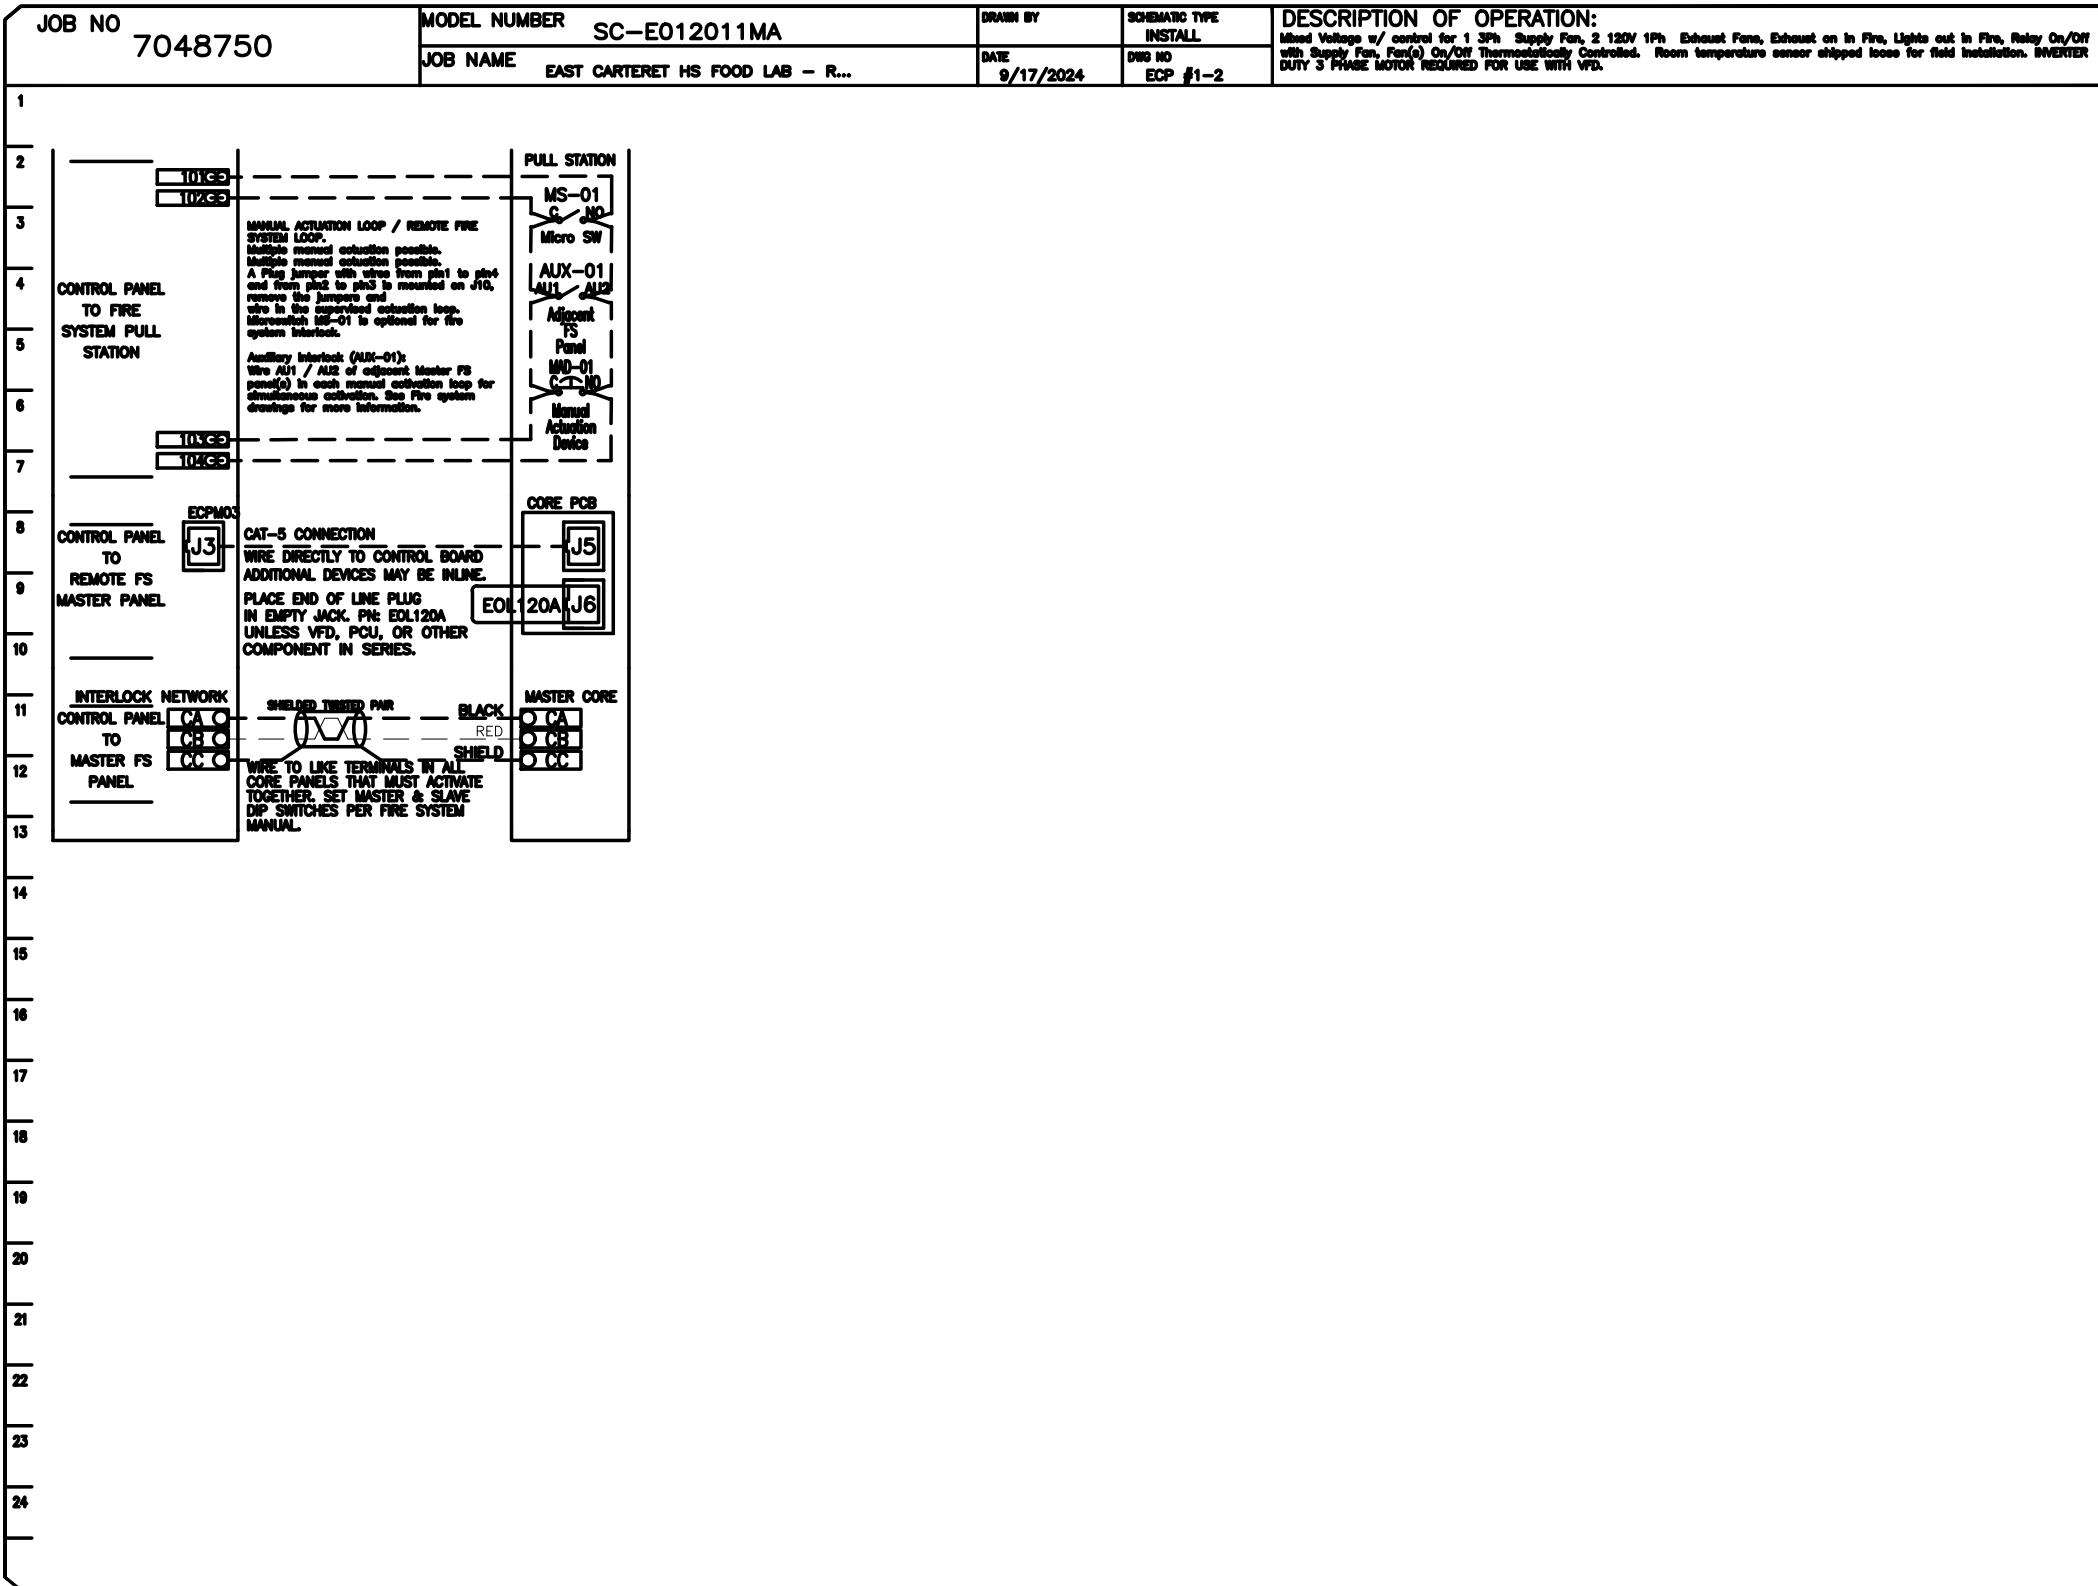 JOB NO
7048750
MODEL NUMBER
SC-E012011MA
JOB NAME
EAST CARTERET HS FOOD LAB - R...
DRAWN BY
DATE
9/17/2024
SCHEMATIC TYPE
INSTALL
DWG NO
ECP #1-2
DESCRIPTION OF OPERATION:
Mixed Voltage w/ control for 1 3Ph Supply Fan, 2 120V 1Ph Exhaust Fans, Exhaust on in Fire, Lights out in Fire, Relay On/Off
with Supply Fan, Fan(s) On/Off Thermostatically Controlled. Room temperature sensor shipped loose for field installation. INVERTER
DUTY 3 PHASE MOTOR REQUIRED FOR USE WITH VFD.
1
2
3
4
5
6
7
8
9
10
11
12
13
14
15
16
17
18
19
20
21
22
23
24
CONTROL PANEL
TO FIRE
SYSTEM PULL
STATION
101
102
103
104
MANUAL ACTUATION LOOP / REMOTE FIRE
SYSTEM LOOP.
Multiple manual actuation possible.
Multiple manual actuation possible.
A Plug jumper with wires from pin1 to pin4
and from pin2 to pin3 is mounted on J10,
remove the jumpers and
wire in the supervised actuation loop.
Microswitch MS-01 is optional for fire
system interlock.
Auxiliary Interlock (AUX-01):
Wire AU1 / AU2 of adjacent Master FS
panel(s) in each manual activation loop for
simultaneous activation. See Fire system
drawings for more information.
PULL STATION
MS-01
C NO
Micro SW
AUX-01
AU1 AU2
Adjacent
FS
Panel
MAD-01
C NO
Manual
Actuation
Device
CONTROL PANEL
TO
REMOTE FS
MASTER PANEL
ECPM03
J3
CAT-5 CONNECTION
WIRE DIRECTLY TO CONTROL BOARD
ADDITIONAL DEVICES MAY BE INLINE.
PLACE END OF LINE PLUG
IN EMPTY JACK. PN: EOL120A
UNLESS VFD, PCU, OR OTHER
COMPONENT IN SERIES.
CORE PCB
J5
EOL120A
J6
INTERLOCK NETWORK
CONTROL PANEL
TO
MASTER FS
PANEL
CA
CB
CC
SHIELDED TWISTED PAIR
BLACK
RED
SHIELD
WIRE TO LIKE TERMINALS IN ALL
CORE PANELS THAT MUST ACTIVATE
TOGETHER. SET MASTER & SLAVE
DIP SWITCHES PER FIRE SYSTEM
MANUAL.
MASTER CORE
CA
CB
CC